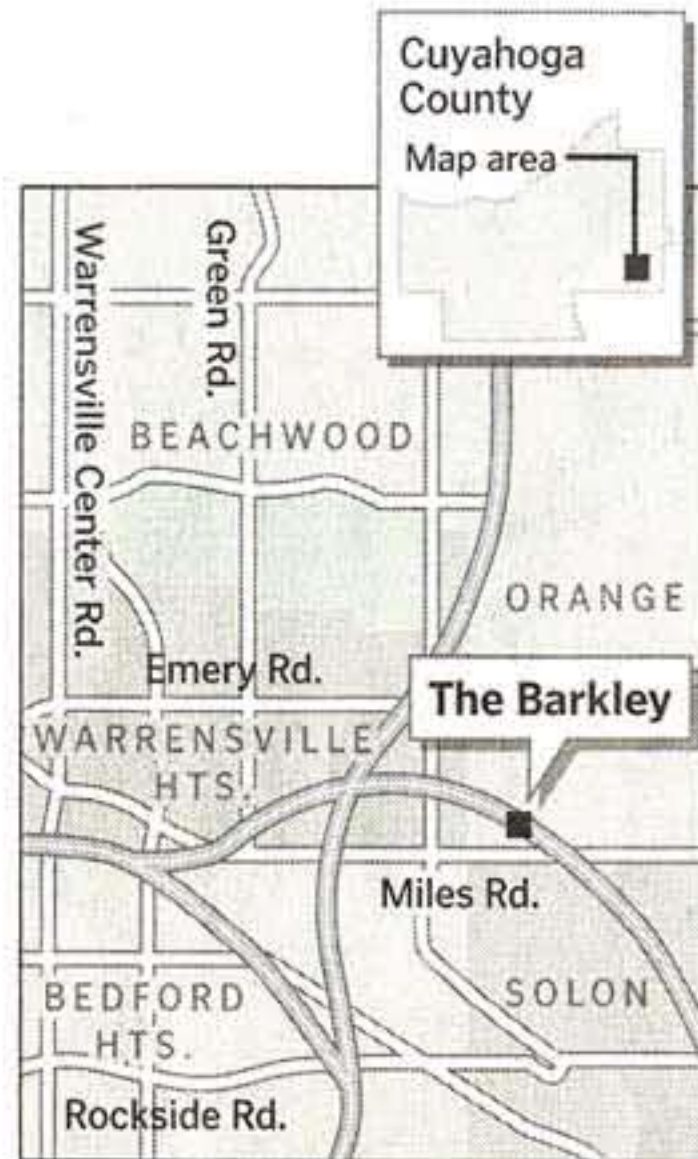 Cuyahoga
County
Map area
Warrensville Center Rd.
Green Rd.
BEACHWOOD
ORANGE
Emery Rd.
The Barkley
WARRENSVILLE
HTS.
Miles Rd.
BEDFORD
HTS.
SOLON
Rockside Rd.